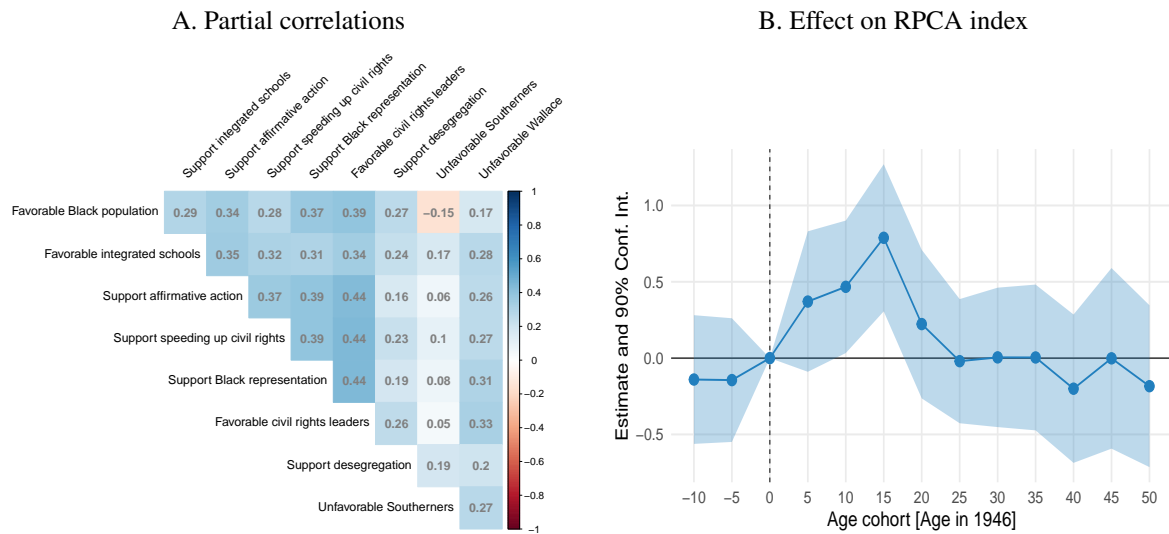 A. Partial correlations
Support integrated schools
Support affirmative action
Support speeding up civil rights
Support Black representation
Favorable civil rights leaders
Support desegregation
Unfavorable Southerners
Unfavorable Wallace
Favorable Black population 0.29 0.34 0.28 0.37 0.39 0.27 −0.15 0.17
Favorable integrated schools 0.35 0.32 0.31 0.34 0.24 0.17 0.28
Support affirmative action 0.37 0.39 0.44 0.16 0.06 0.26
Support speeding up civil rights 0.39 0.44 0.23 0.1 0.27
Support Black representation 0.44 0.19 0.08 0.31
Favorable civil rights leaders 0.26 0.05 0.33
Support desegregation 0.19 0.2
Unfavorable Southerners 0.27
1
0.8
0.6
0.4
0.2
0
−0.2
−0.4
−0.6
−0.8
−1
B. Effect on RPCA index
Estimate and 90% Conf. Int.
1.0
0.5
0.0
−0.5
−10 −5 0 5 10 15 20 25 30 35 40 45 50
Age cohort [Age in 1946]